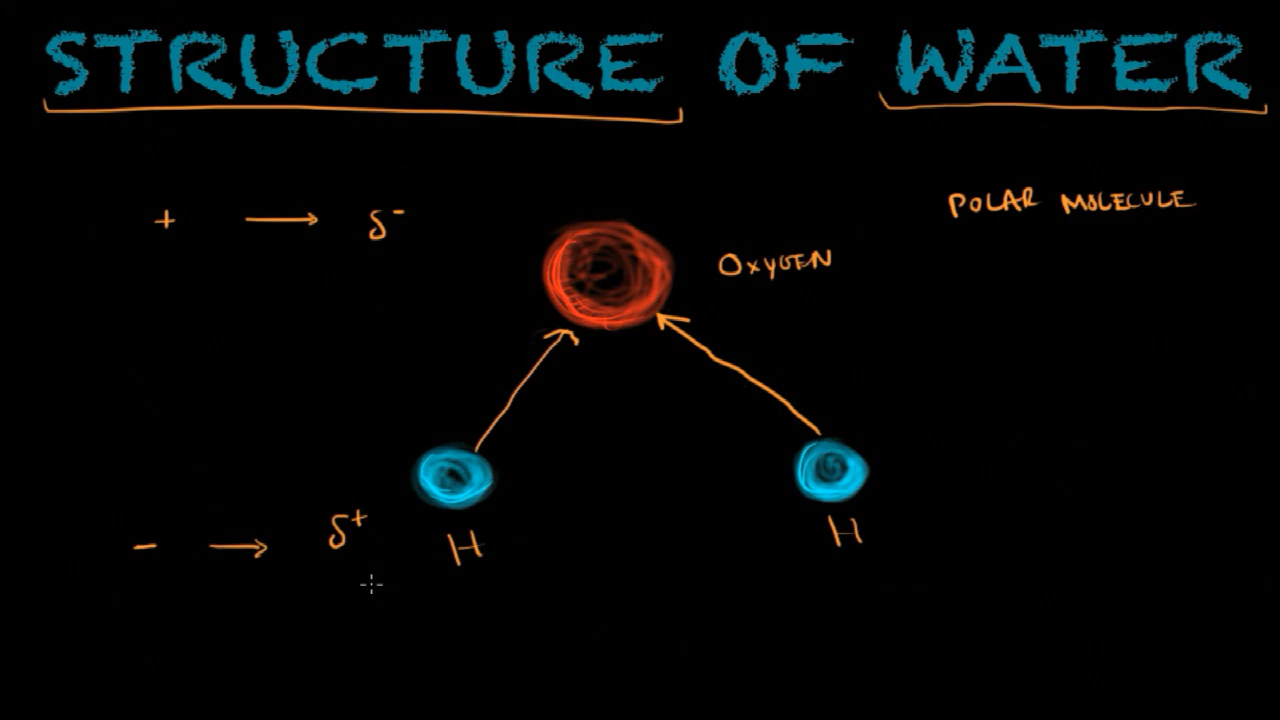 STRUCTURE OF WATER
POLAR MOLECULE
+ → δ⁻
OXYGEN
- → δ⁺
H
H